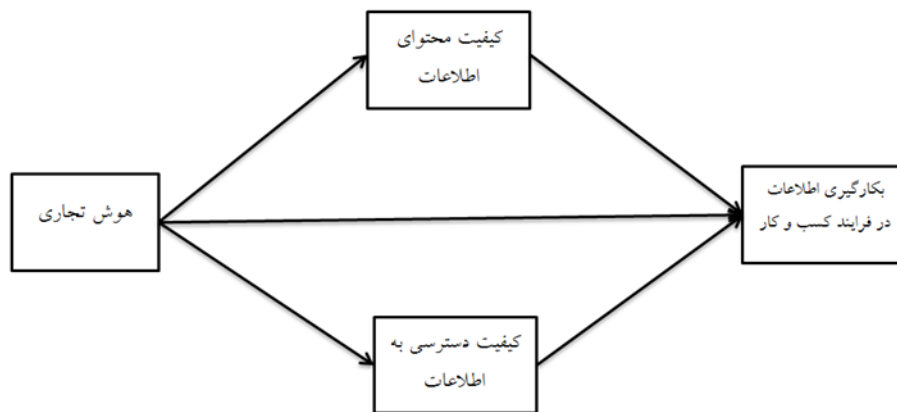 کیفیت محتوای
اطلاعات
هوش تجاری
بکارگیری اطلاعات
در فرایند کسب و کار
کیفیت دسترسی به
اطلاعات